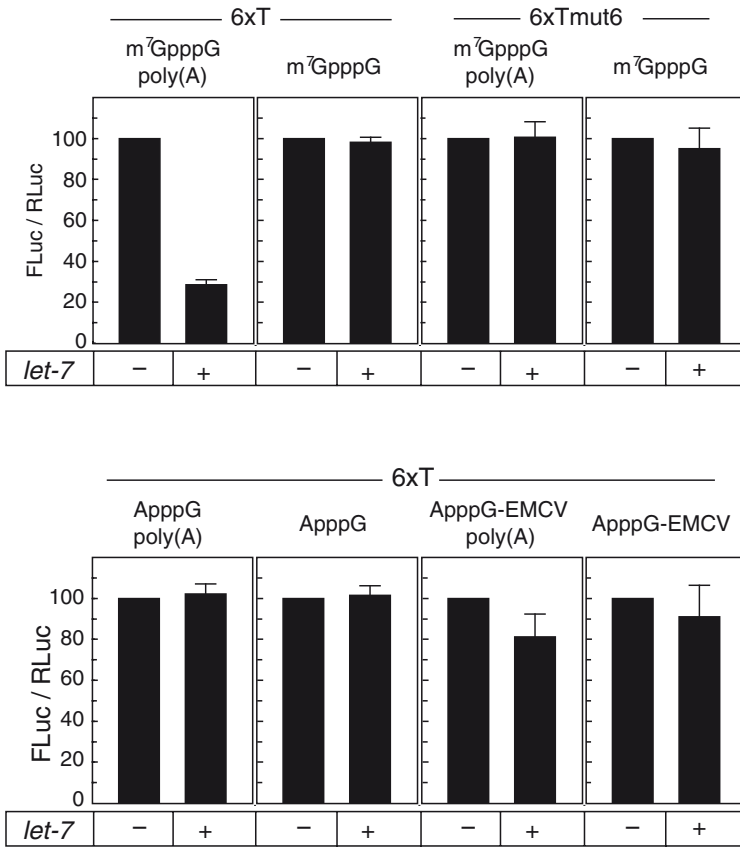 6xT 6xTmut6
m⁷GpppG poly(A) m⁷GpppG m⁷GpppG poly(A) m⁷GpppG
FLuc / RLuc
100
80
60
40
20
0
let-7 – + – + – + – +
6xT
ApppG poly(A) ApppG ApppG-EMCV poly(A) ApppG-EMCV
FLuc / RLuc
100
80
60
40
20
0
let-7 – + – + – + – +